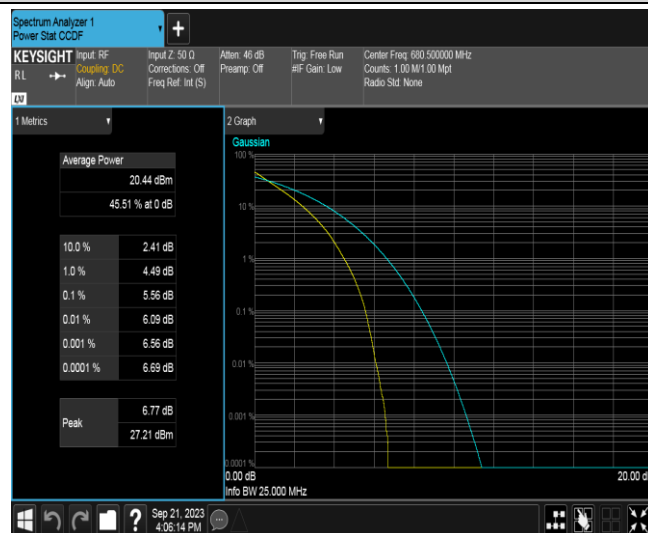 Spectrum Analyzer 1
Power Stat CCDF
+
KEYSIGHT
RL
LXI
Input: RF
Coupling: DC
Align: Auto
Input Z: 50 Ω
Corrections: Off
Freq Ref: Int (S)
Atten: 46 dB
Preamp: Off
Trig: Free Run
#IF Gain: Low
Center Freq: 680.500000 MHz
Counts: 1.00 M/1.00 Mpt
Radio Std: None
1 Metrics
Average Power
20.44 dBm
45.51 % at 0 dB
10.0 % 2.41 dB
1.0 % 4.49 dB
0.1 % 5.56 dB
0.01 % 6.09 dB
0.001 % 6.56 dB
0.0001 % 6.69 dB
Peak
6.77 dB
27.21 dBm
2 Graph
Gaussian
100 %
10 %
1 %
0.1 %
0.01 %
0.001 %
0.0001 %
0.00 dB
20.00 d
Info BW 25.000 MHz
?
Sep 21, 2023
4:06:14 PM